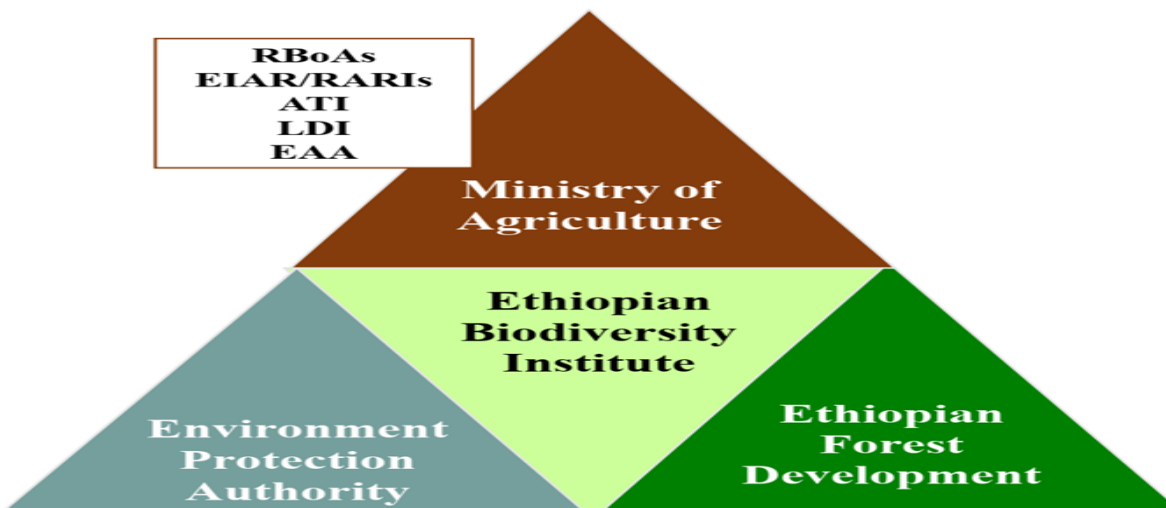 RBoAs
EIAR/RARIs
ATI
LDI
EAA
Ministry of
Agriculture
Ethiopian
Biodiversity
Institute
Environment
Protection
Authority
Ethiopian
Forest
Development